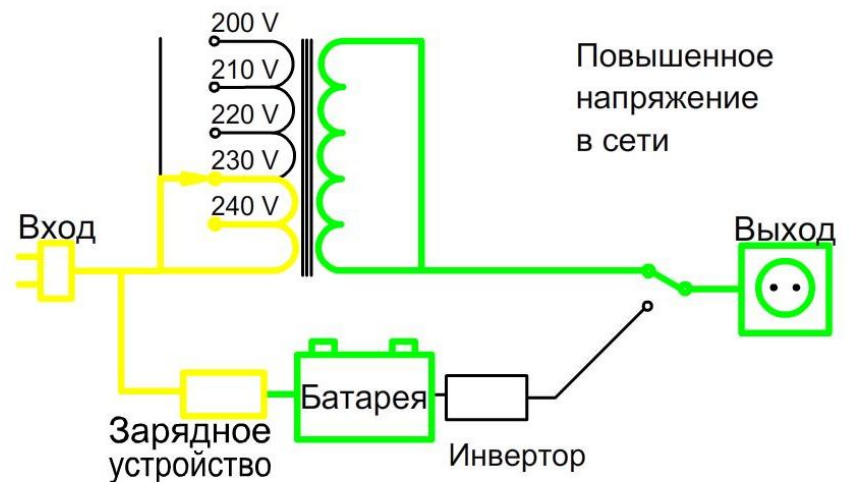 200 V
210 V
220 V
230 V
240 V
Повышенное
напряжение
в сети
Вход
Выход
Батарея
Зарядное
устройство
Инвертор